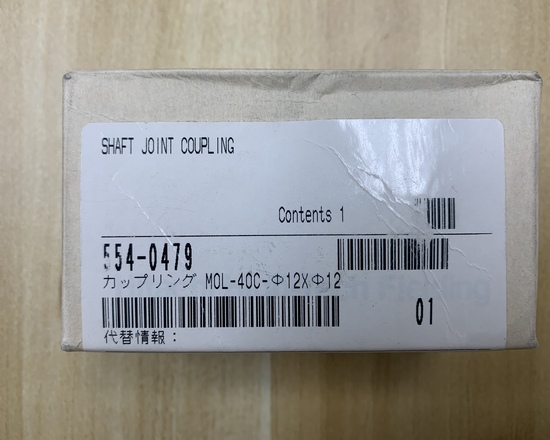 SHAFT JOINT COUPLING
Contents 1
554-0479
カップリング MOL-40C-Φ12XΦ12
01
代替情報: